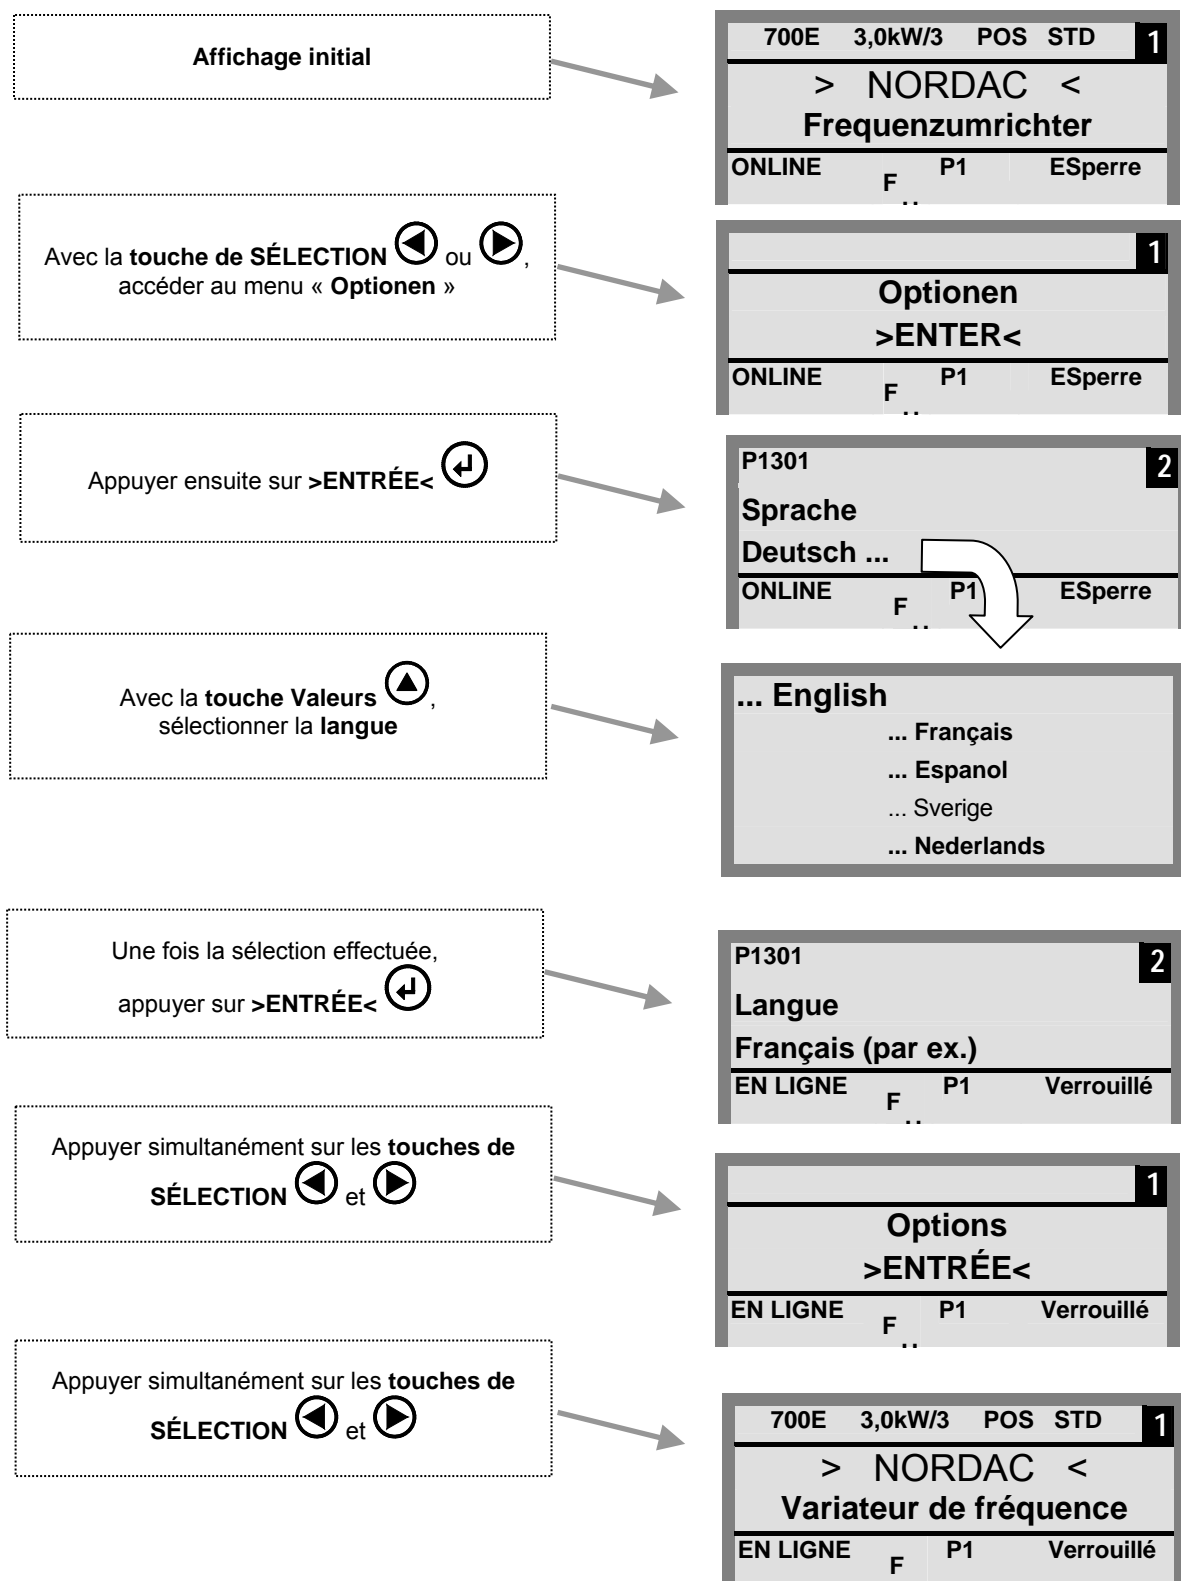 Affichage initial
700E 3,0kW/3 POS STD 1
> NORDAC <
Frequenzumrichter
ONLINE F P1 ESperre
Avec la touche de SÉLECTION ou ,
accéder au menu « Optionen »
1
Optionen
>ENTER<
ONLINE F P1 ESperre
Appuyer ensuite sur >ENTRÉE<
P1301 2
Sprache
Deutsch ...
ONLINE F P1 ESperre
Avec la touche Valeurs ,
sélectionner la langue
... English
... Français
... Espanol
... Sverige
... Nederlands
Une fois la sélection effectuée,
appuyer sur >ENTRÉE<
P1301 2
Langue
Français (par ex.)
EN LIGNE F P1 Verrouillé
Appuyer simultanément sur les touches de
SÉLECTION et
1
Options
>ENTRÉE<
EN LIGNE F P1 Verrouillé
Appuyer simultanément sur les touches de
SÉLECTION et
700E 3,0kW/3 POS STD 1
> NORDAC <
Variateur de fréquence
EN LIGNE F P1 Verrouillé